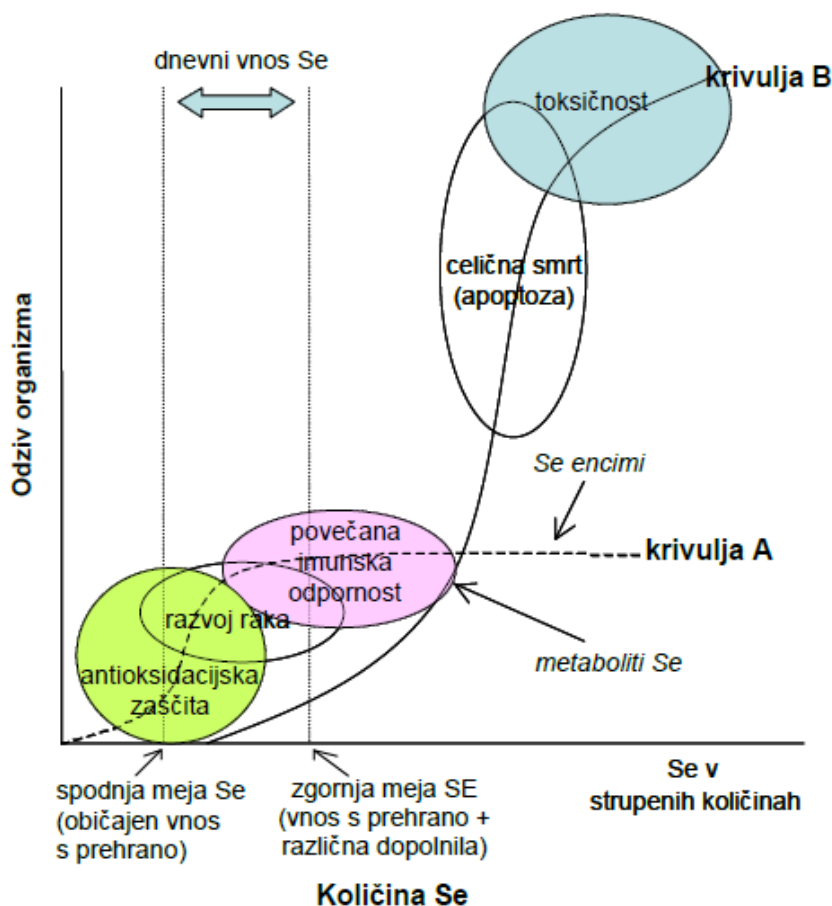 dnevni vnos Se
krivulja B
toksičnost
celična smrt
(apoptoza)
Odziv organizma
Se encimi
povečana
imunska
odpornost
krivulja A
razvoj raka
metaboliti Se
antioksidacijska
zaščita
spodnja meja Se
(običajen vnos
s prehrano)
zgornja meja SE
(vnos s prehrano +
različna dopolnila)
Se v
strupenih količinah
Količina Se